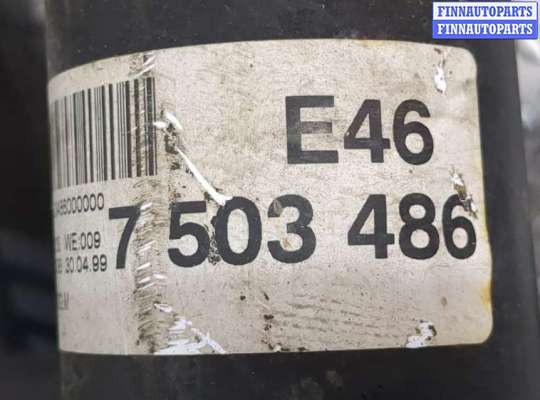 FINNAUTOPARTS
FINNAUTOPARTS
E46
7 503 486
WE:009
30.04.99